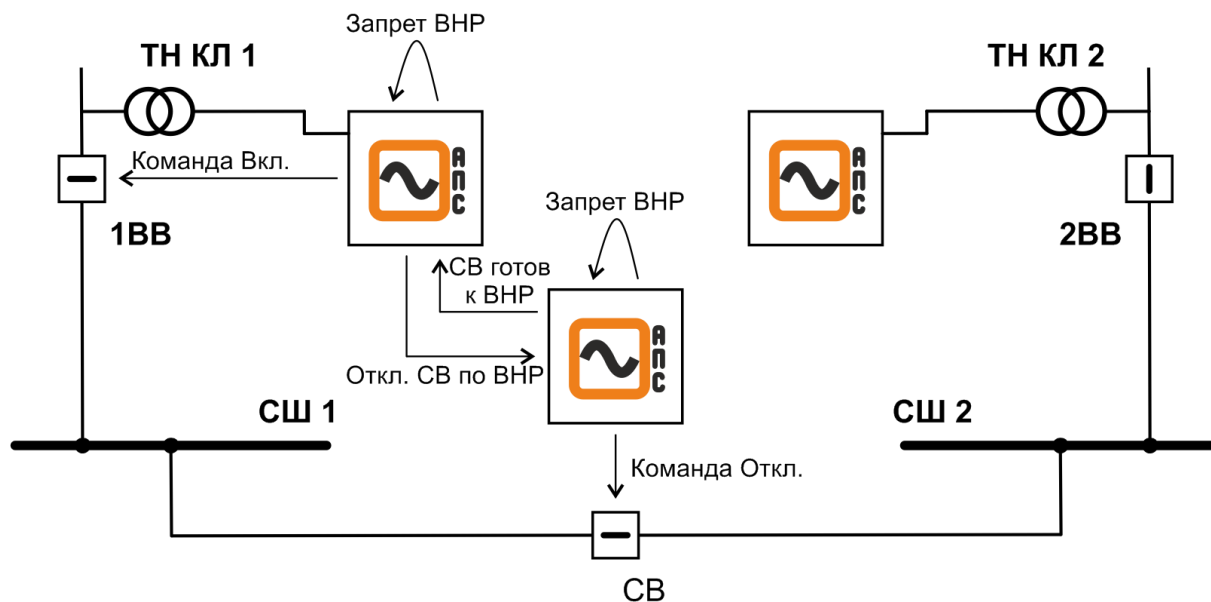 Запрет ВНР
ТН КЛ 1
ТН КЛ 2
АПС
АПС
Команда Вкл.
1ВВ
2ВВ
Запрет ВНР
СВ готов
к ВНР
АПС
Откл. СВ по ВНР
СШ 1
СШ 2
Команда Откл.
СВ